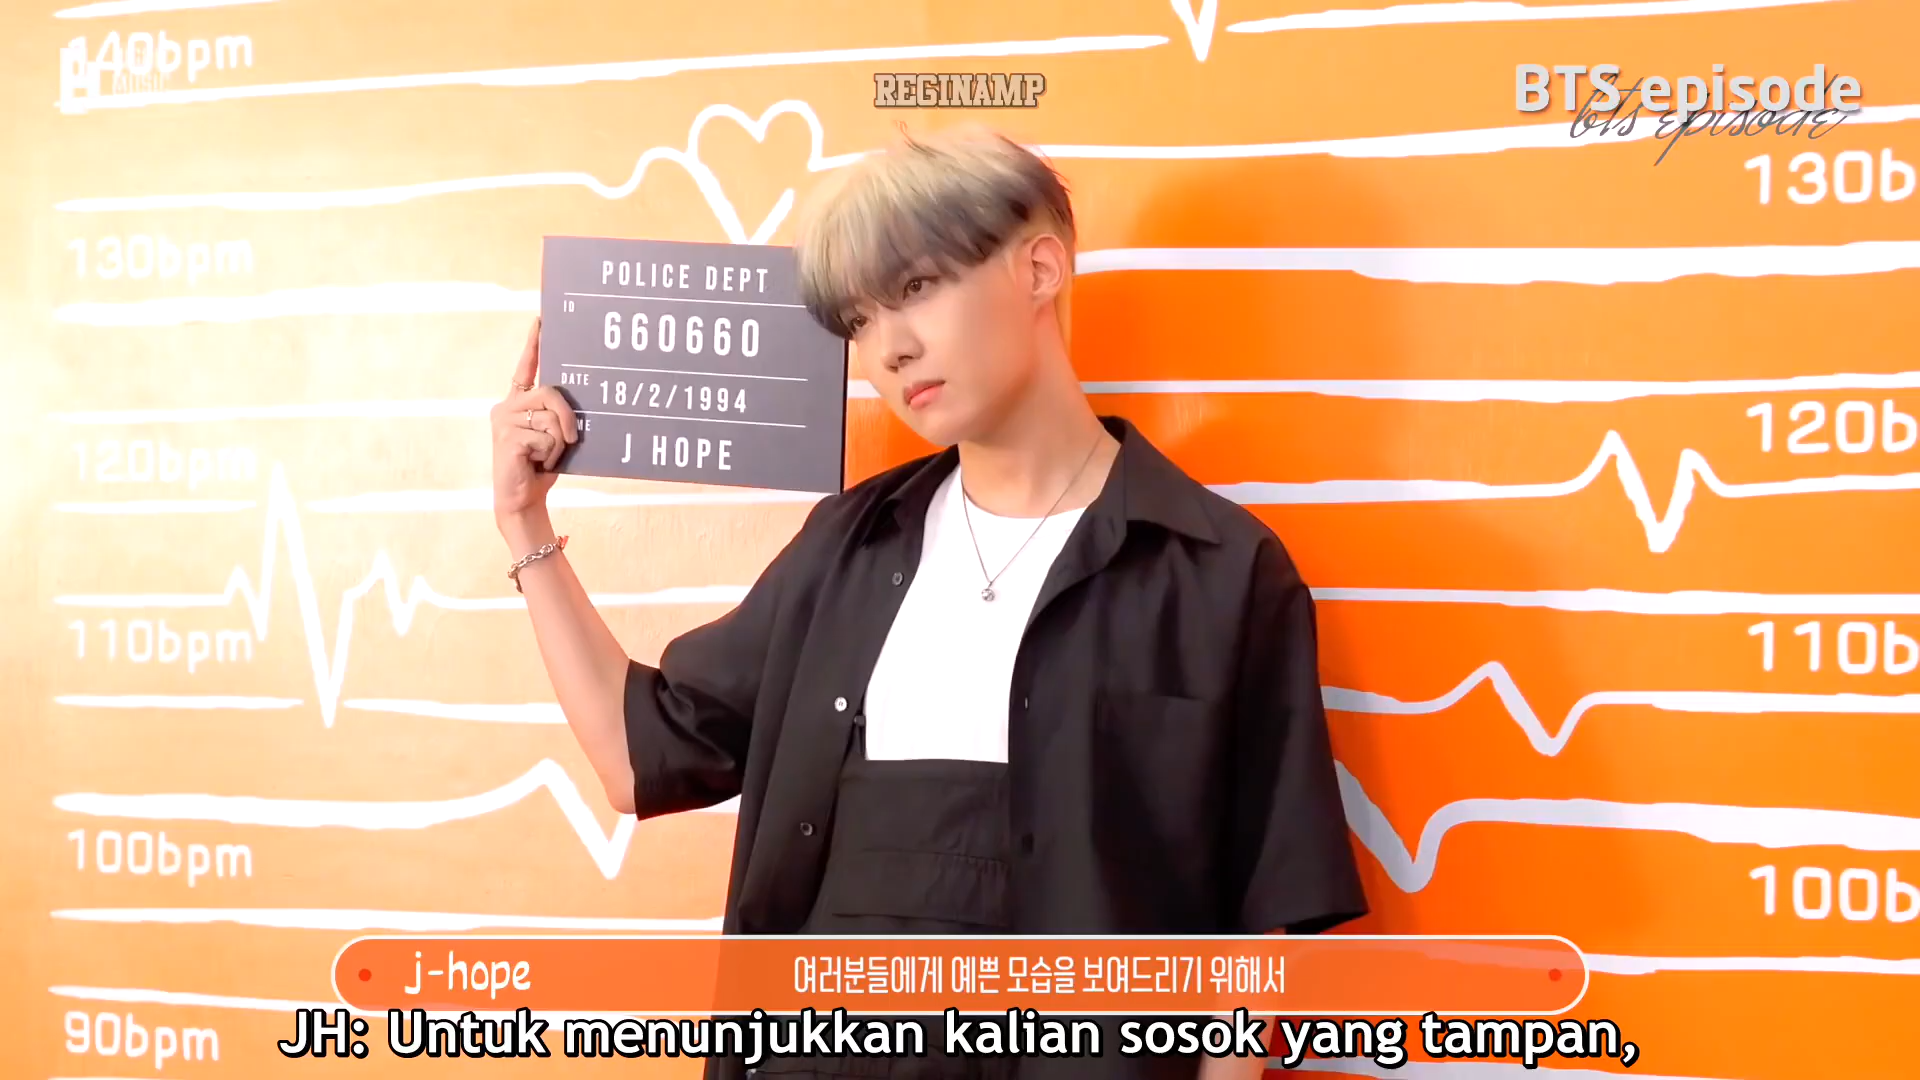 140bpm
MUSIC
REGINAMP
BTS episode
bts episode
130b
130bpm
POLICE DEPT
ID
660660
DATE
18/2/1994
J HOPE
120b
120bpm
110b
110bpm
100bpm
100b
j-hope
여러분들에게 예쁜 모습을 보여드리기 위해서
90bpm
JH: Untuk menunjukkan kalian sosok yang tampan,